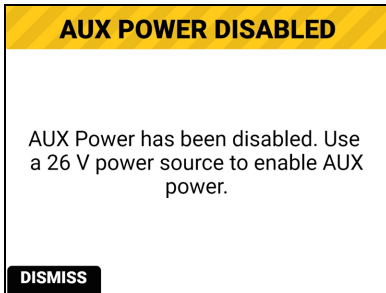 AUX POWER DISABLED
AUX Power has been disabled. Use
a 26 V power source to enable AUX
power.
DISMISS